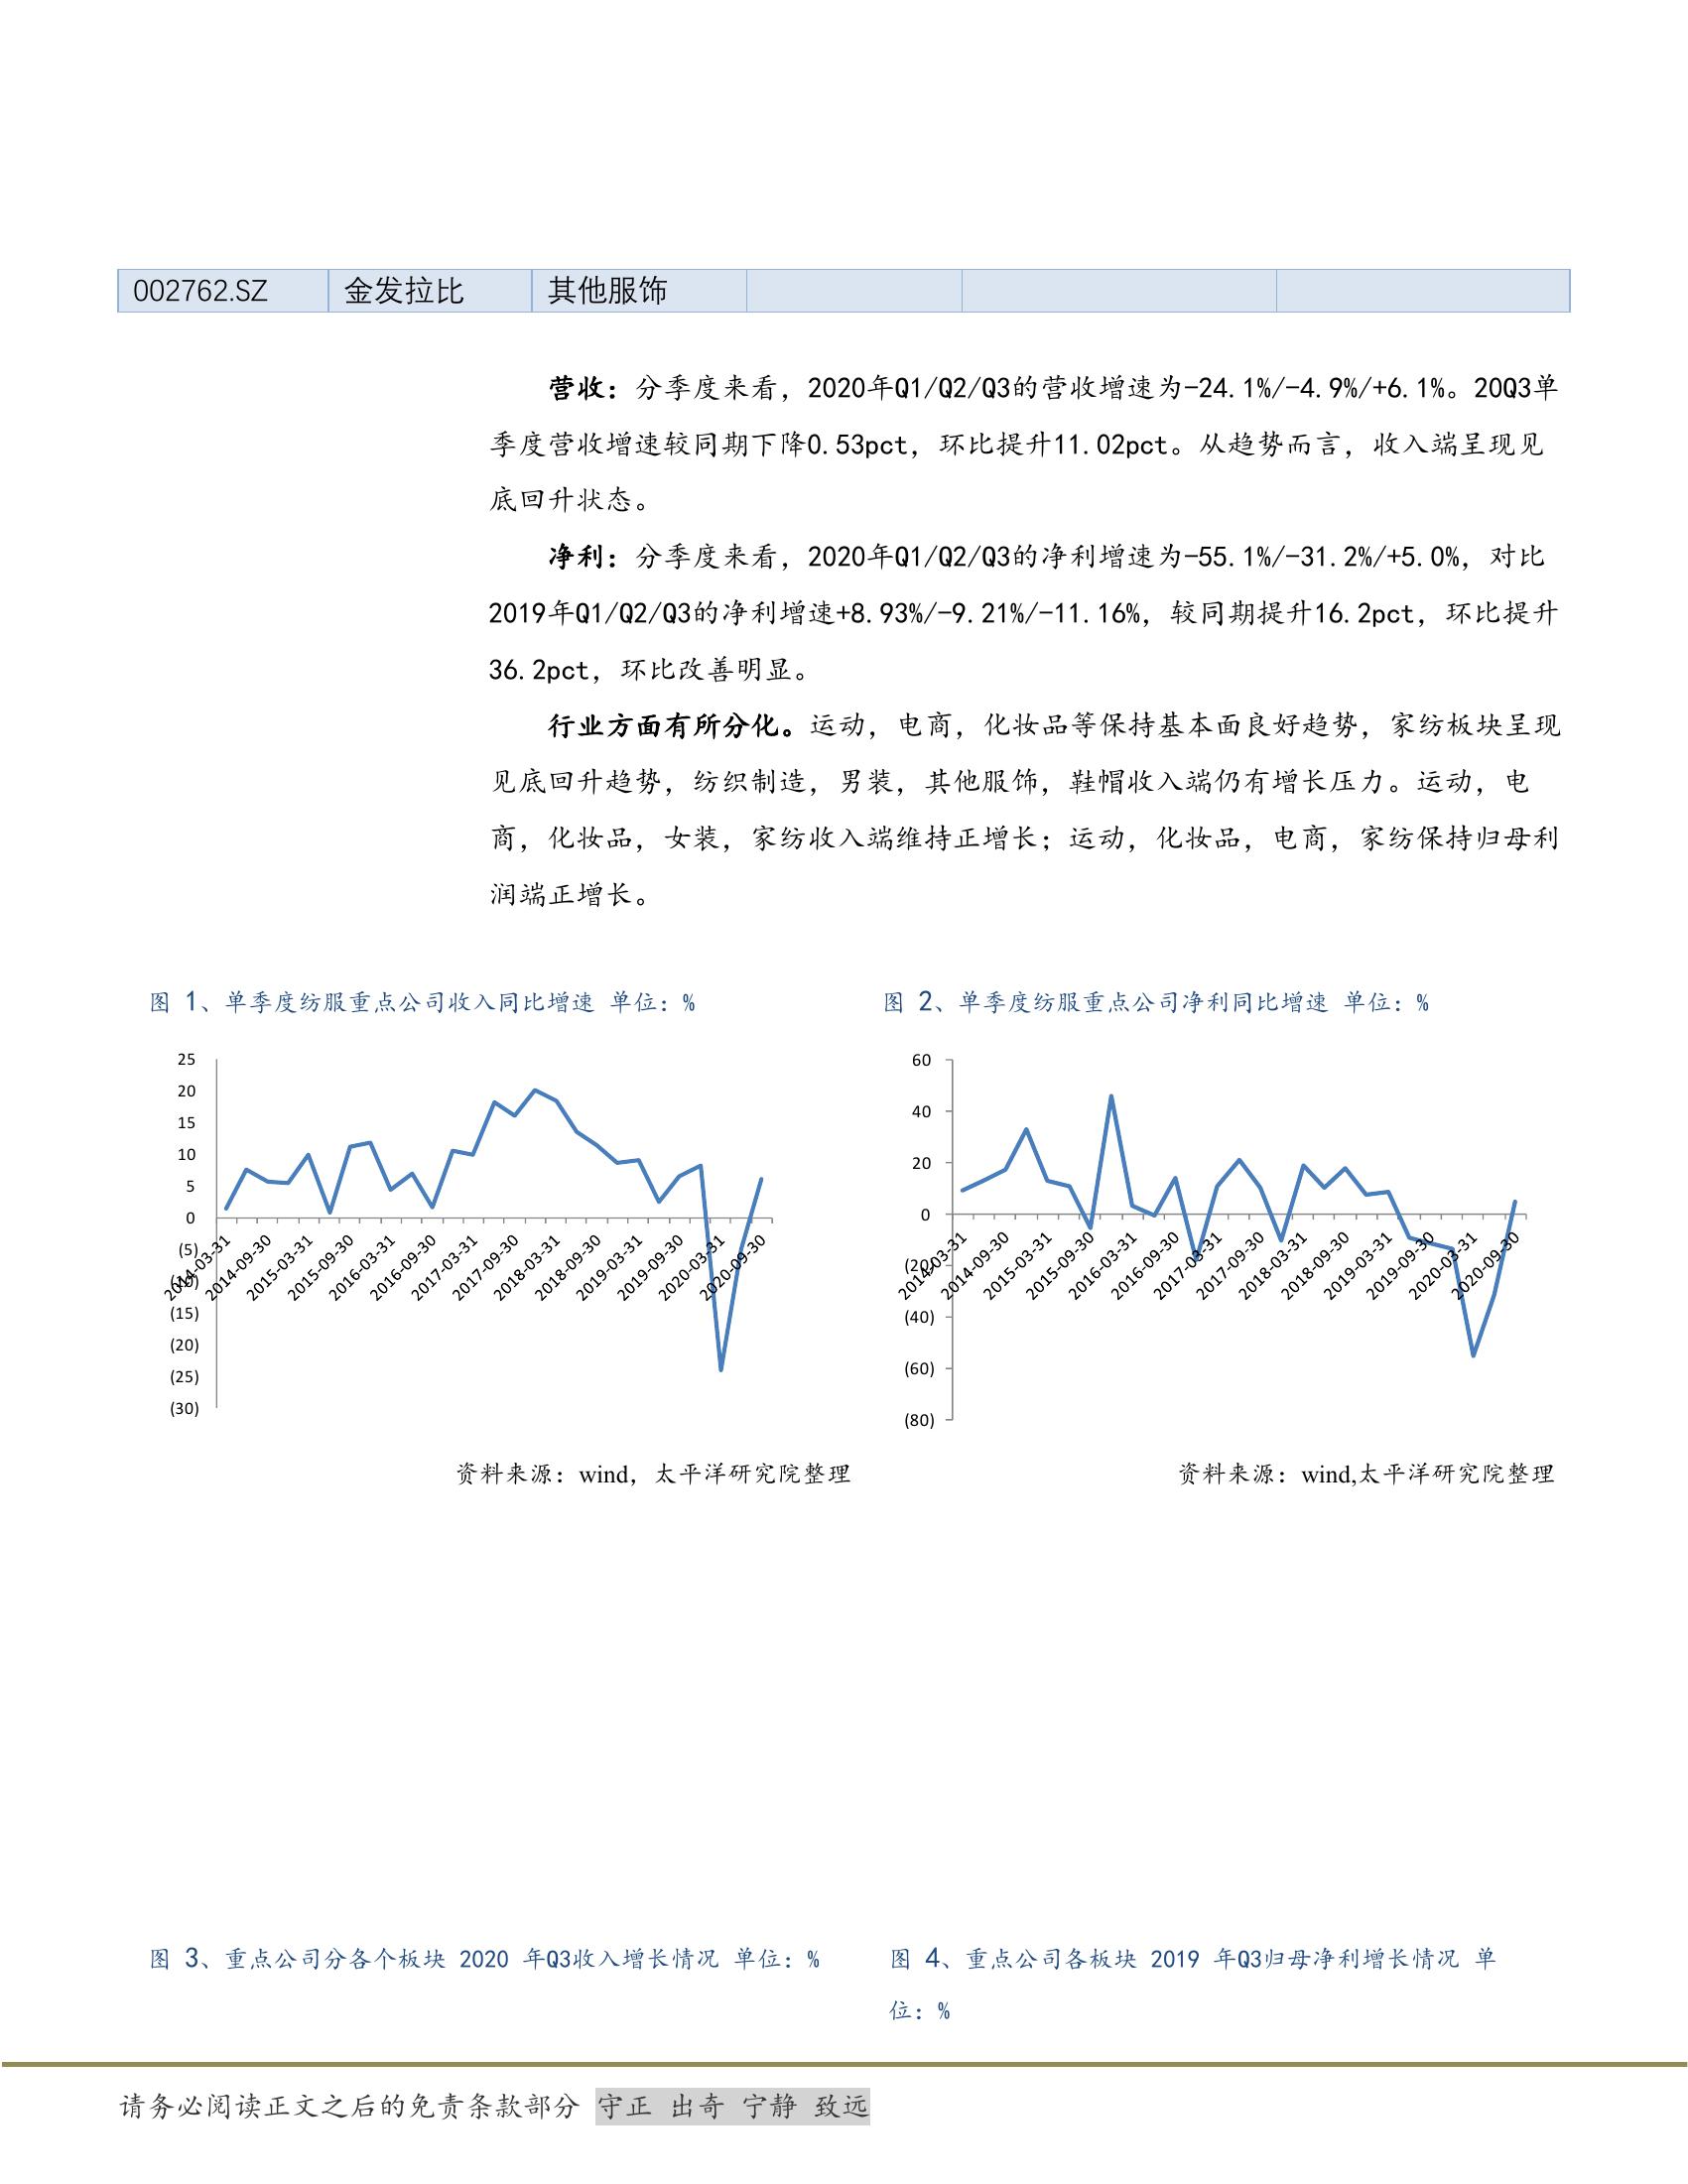 002762.SZ 金发拉比 其他服饰
营收：分季度来看，2020年Q1/Q2/Q3的营收增速为-24.1%/-4.9%/+6.1%。20Q3单
季度营收增速较同期下降0.53pct，环比提升11.02pct。从趋势而言，收入端呈现见
底回升状态。
净利：分季度来看，2020年Q1/Q2/Q3的净利增速为-55.1%/-31.2%/+5.0%，对比
2019年Q1/Q2/Q3的净利增速+8.93%/-9.21%/-11.16%，较同期提升16.2pct，环比提升
36.2pct，环比改善明显。
行业方面有所分化。运动，电商，化妆品等保持基本面良好趋势，家纺板块呈现
见底回升趋势，纺织制造，男装，其他服饰，鞋帽收入端仍有增长压力。运动，电
商，化妆品，女装，家纺收入端维持正增长；运动，化妆品，电商，家纺保持归母利
润端正增长。
图 1、单季度纺服重点公司收入同比增速 单位：%
25
20
15
10
5
0
(5)
(10)
(15)
(20)
(25)
(30)
2014-03-31
2014-09-30
2015-03-31
2015-09-30
2016-03-31
2016-09-30
2017-03-31
2017-09-30
2018-03-31
2018-09-30
2019-03-31
2019-09-30
2020-03-31
2020-09-30
资料来源：wind，太平洋研究院整理
图 2、单季度纺服重点公司净利同比增速 单位：%
60
40
20
0
(20)
(40)
(60)
(80)
2014-03-31
2014-09-30
2015-03-31
2015-09-30
2016-03-31
2016-09-30
2017-03-31
2017-09-30
2018-03-31
2018-09-30
2019-03-31
2019-09-30
2020-03-31
2020-09-30
资料来源：wind,太平洋研究院整理
图 3、重点公司分各个板块 2020 年Q3收入增长情况 单位：%
图 4、重点公司各板块 2019 年Q3归母净利增长情况 单
位：%
请务必阅读正文之后的免责条款部分 守正 出奇 宁静 致远